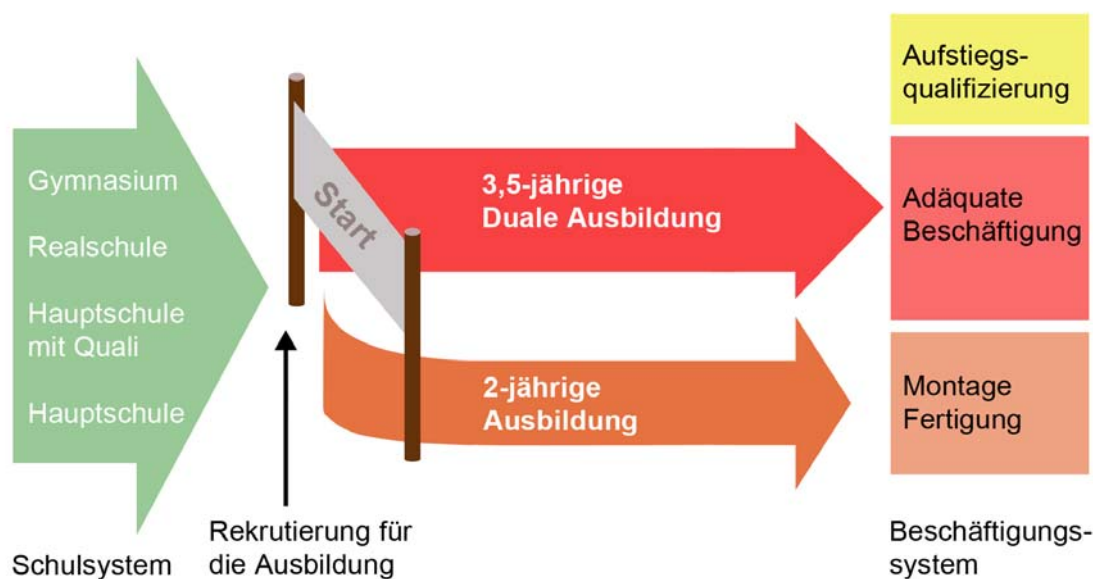 Gymnasium
Realschule
Hauptschule
mit Quali
Hauptschule
Schulsystem
Start
Rekrutierung für
die Ausbildung
3,5-jährige
Duale Ausbildung
2-jährige
Ausbildung
Aufstiegs-
qualifizierung
Adäquate
Beschäftigung
Montage
Fertigung
Beschäftigungs-
system